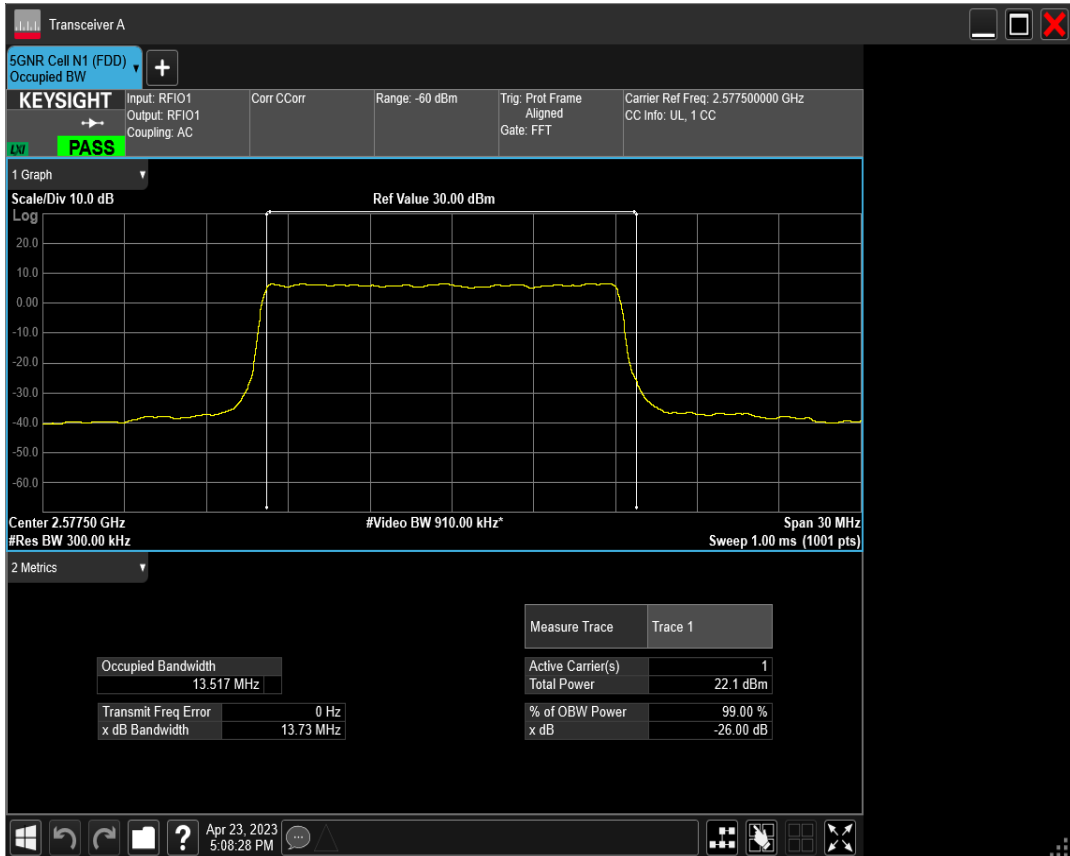 Transceiver A
5GNR Cell N1 (FDD)
Occupied BW
KEYSIGHT
LXI PASS
Input: RFIO1
Output: RFIO1
Coupling: AC
Corr CCorr
Range: -60 dBm
Trig: Prot Frame
Aligned
Gate: FFT
Carrier Ref Freq: 2.577500000 GHz
CC Info: UL, 1 CC
1 Graph
Scale/Div 10.0 dB Ref Value 30.00 dBm
Log
20.0
10.0
0.00
-10.0
-20.0
-30.0
-40.0
-50.0
-60.0
Center 2.57750 GHz #Video BW 910.00 kHz* Span 30 MHz
#Res BW 300.00 kHz Sweep 1.00 ms (1001 pts)
2 Metrics
Measure Trace Trace 1
Occupied Bandwidth
13.517 MHz
Active Carrier(s) 1
Total Power 22.1 dBm
Transmit Freq Error 0 Hz
x dB Bandwidth 13.73 MHz
% of OBW Power 99.00 %
x dB -26.00 dB
? Apr 23, 2023
5:08:28 PM